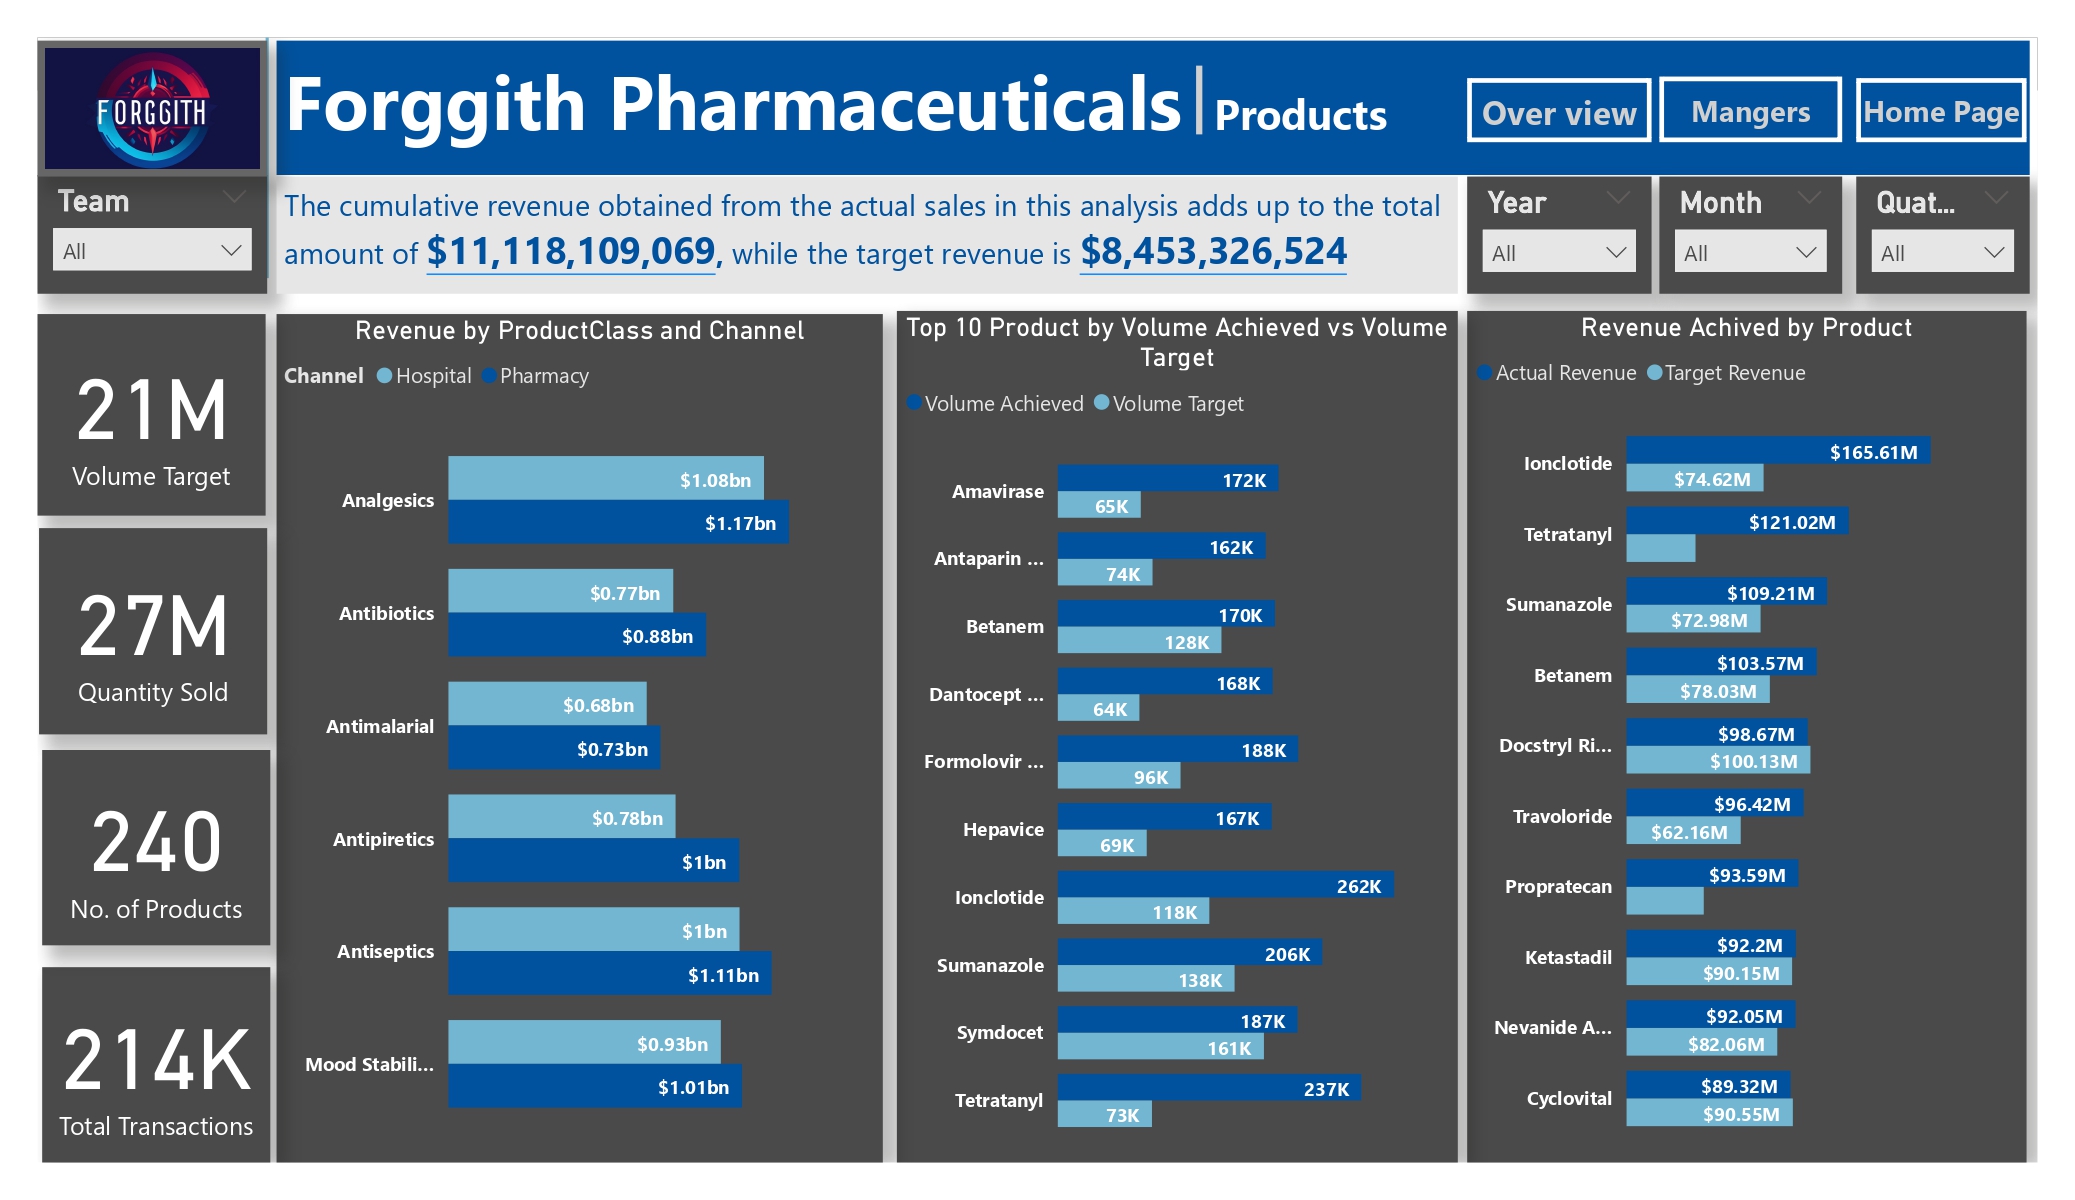 FORGGITH
Forggith Pharmaceuticals
Products
Over view
Mangers
Home Page
Team
All
The cumulative revenue obtained from the actual sales in this analysis adds up to the total
amount of $11,118,109,069, while the target revenue is $8,453,326,524
Year
All
Month
All
Quat...
All
21M
Volume Target
27M
Quantity Sold
240
No. of Products
214K
Total Transactions
Revenue by ProductClass and Channel
Channel Hospital Pharmacy
Analgesics
$1.08bn
$1.17bn
Antibiotics
$0.77bn
$0.88bn
Antimalarial
$0.68bn
$0.73bn
Antipiretics
$0.78bn
$1bn
Antiseptics
$1bn
$1.11bn
Mood Stabili...
$0.93bn
$1.01bn
Top 10 Product by Volume Achieved vs Volume
Target
Volume Achieved Volume Target
Amavirase
172K
65K
Antaparin ...
162K
74K
Betanem
170K
128K
Dantocept ...
168K
64K
Formolovir ...
188K
96K
Hepavice
167K
69K
Ionclotide
262K
118K
Sumanazole
206K
138K
Symdocet
187K
161K
Tetratanyl
237K
73K
Revenue Achived by Product
Actual Revenue Target Revenue
Ionclotide
$165.61M
$74.62M
Tetratanyl
$121.02M
Sumanazole
$109.21M
$72.98M
Betanem
$103.57M
$78.03M
Docstryl Ri...
$98.67M
$100.13M
Travoloride
$96.42M
$62.16M
Propratecan
$93.59M
Ketastadil
$92.2M
$90.15M
Nevanide A...
$92.05M
$82.06M
Cyclovital
$89.32M
$90.55M